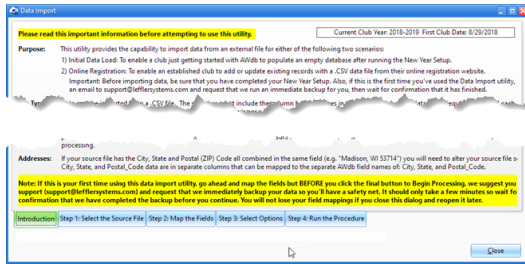 Data Import
Please read this important information before attempting to use this utility.
Current Club Year: 2018-2019 First Club Date: 8/29/2018
Purpose: This utility provides the capability to import data from an external file for either of the following two scenarios:
1) Initial Data Load: To enable a club just getting started with AWdb to populate an empty database after running the New Year Setup.
2) Online Registration: To enable an established club to add or update existing records with a .CSV data file from their online registration website.
Important: Before importing data, be sure that you have completed your New Year Setup. Also, if this is the first time you've used the Data Import utility,
an email to support@lefflersystems.com and request that we run an immediate backup for you, then wait for confirmation that it has finished.
processing.
Addresses: If your source file has the City, State and Postal (ZIP) Code all combined in the same field (e.g. "Madison, WI 53714") you will need to alter your source file s
City, State, and Postal_Code data are in separate columns that can be mapped to the separate AWdb field names of: City, State, and Postal_Code.
Note: If this is your first time using this data import utility, go ahead and map the fields but BEFORE you click the final button to Begin Processing, we suggest you
support (support@lefflersystems.com) and request that we immediately backup your data so you'll have a safety net. It should only take a few minutes so wait fo
confirmation that we have completed the backup before you continue. You will not lose your field mappings if you close this dialog and reopen it later.
Introduction Step 1: Select the Source File Step 2: Map the Fields Step 3: Select Options Step 4: Run the Procedure
Close